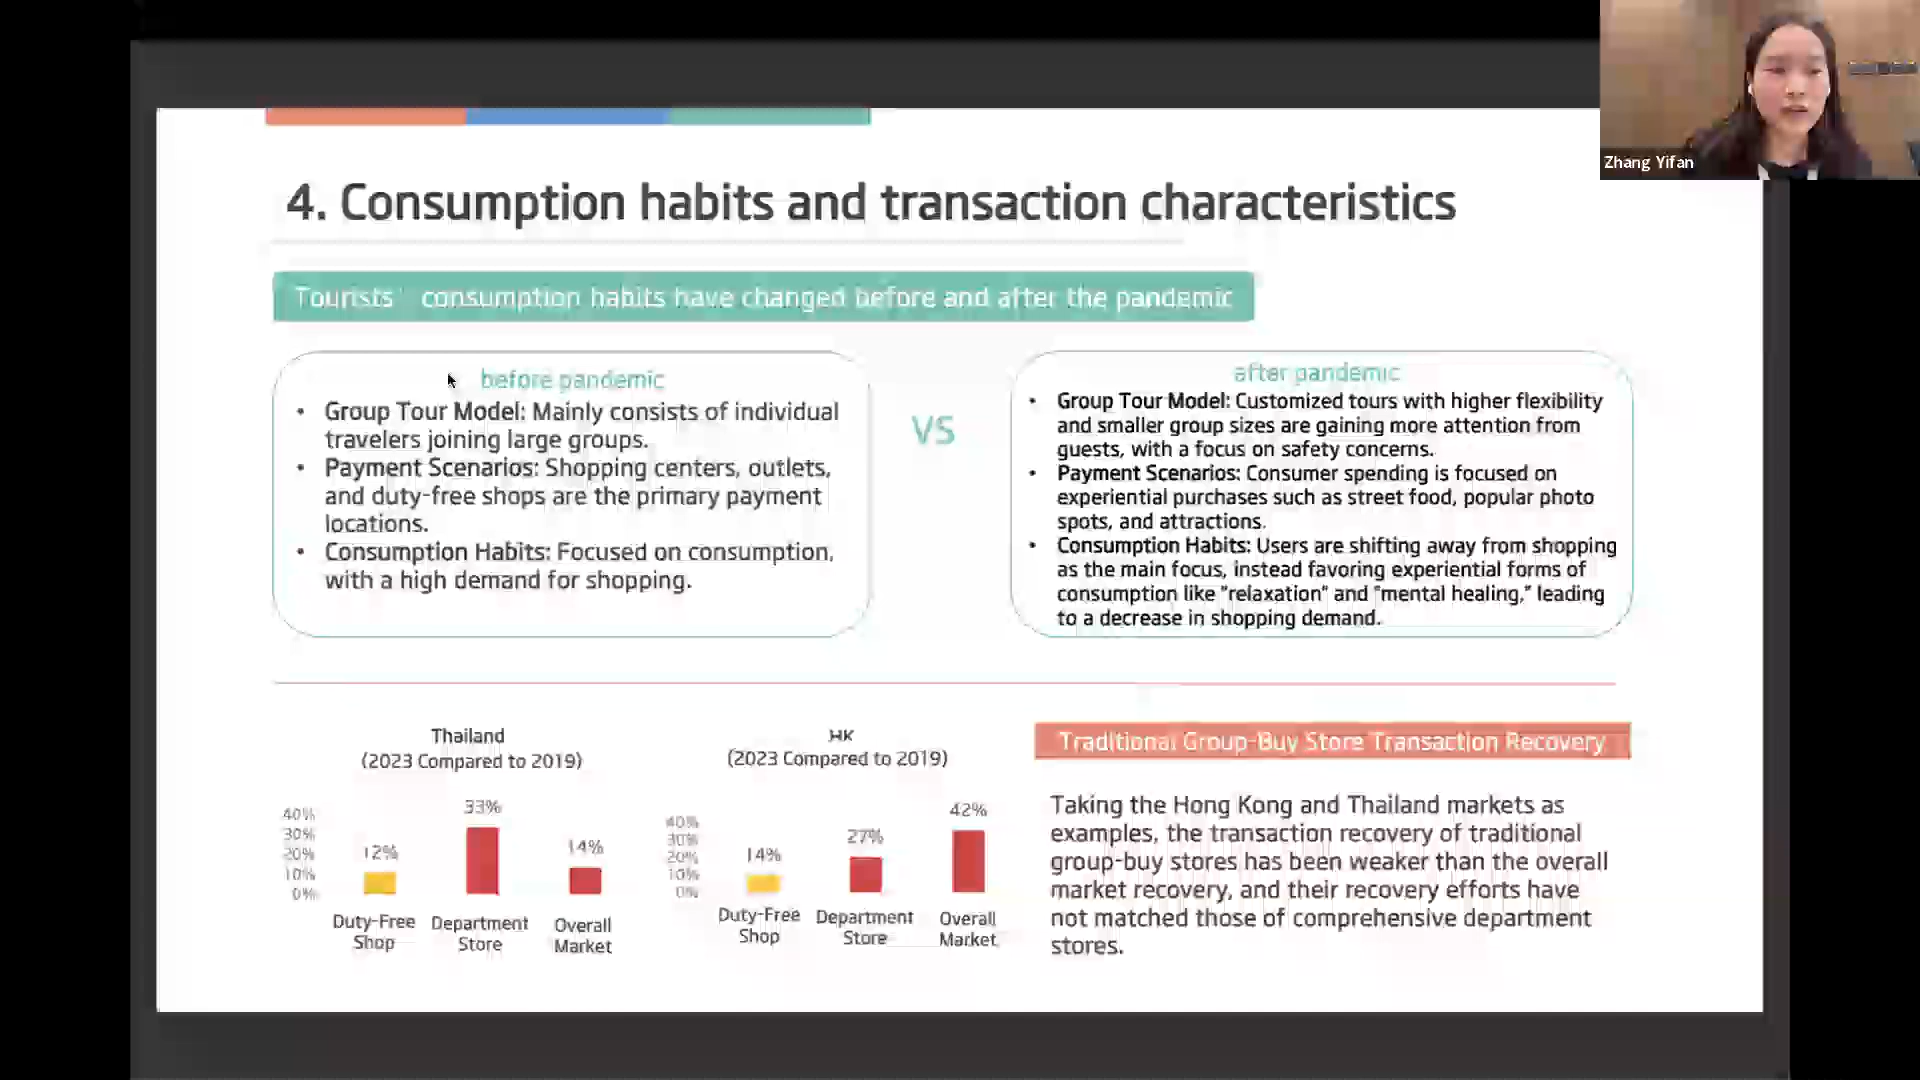 Zhang Yifan
4. Consumption habits and transaction characteristics
Tourists' consumption habits have changed before and after the pandemic
before pandemic
• Group Tour Model: Mainly consists of individual
travelers joining large groups.
• Payment Scenarios: Shopping centers, outlets,
and duty-free shops are the primary payment
locations.
• Consumption Habits: Focused on consumption,
with a high demand for shopping.
VS
after pandemic
• Group Tour Model: Customized tours with higher flexibility
and smaller group sizes are gaining more attention from
guests, with a focus on safety concerns.
• Payment Scenarios: Consumer spending is focused on
experiential purchases such as street food, popular photo
spots, and attractions.
• Consumption Habits: Users are shifting away from shopping
as the main focus, instead favoring experiential forms of
consumption like "relaxation" and "mental healing," leading
to a decrease in shopping demand.
Thailand
(2023 Compared to 2019)
40%
30%
20%
10%
0%
12%
33%
14%
Duty-Free
Shop
Department
Store
Overall
Market
HK
(2023 Compared to 2019)
40%
30%
20%
10%
0%
14%
27%
42%
Duty-Free
Shop
Department
Store
Overall
Market
Traditional Group-Buy Store Transaction Recovery
Taking the Hong Kong and Thailand markets as
examples, the transaction recovery of traditional
group-buy stores has been weaker than the overall
market recovery, and their recovery efforts have
not matched those of comprehensive department
stores.